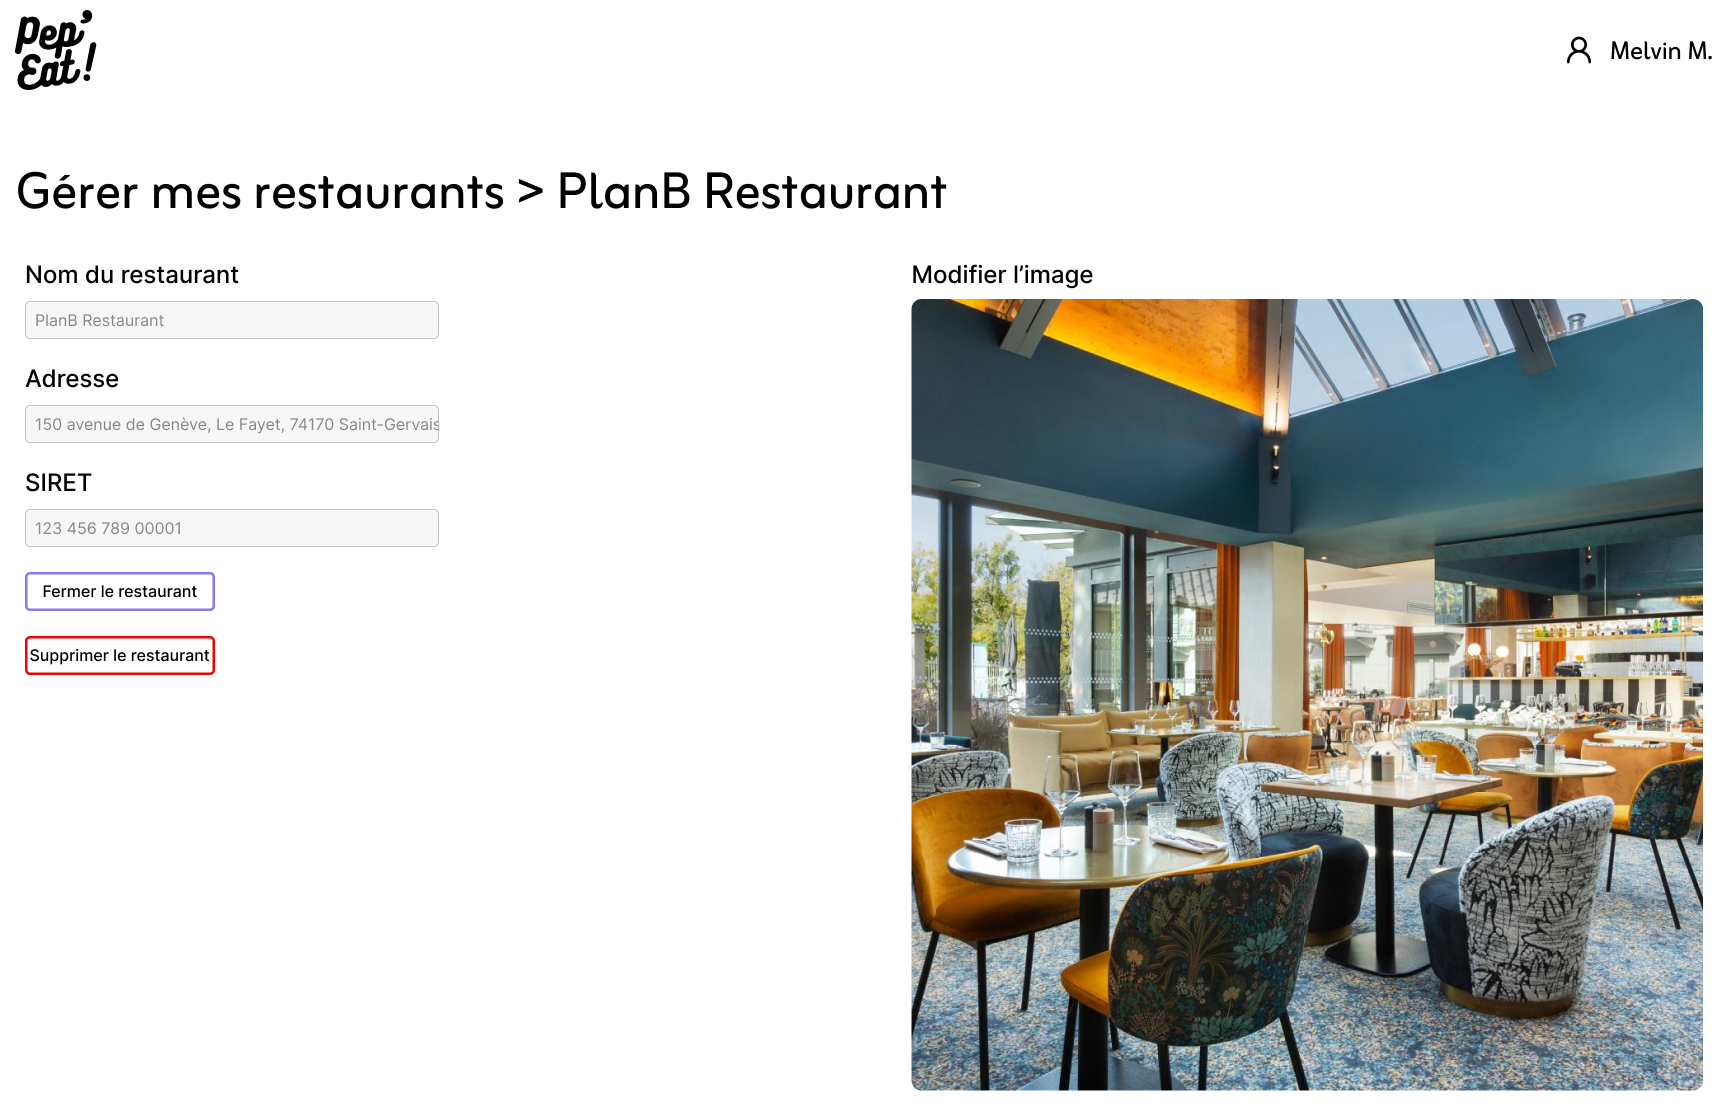 Pep'
Eat!
Melvin M.
Gérer mes restaurants > PlanB Restaurant
Nom du restaurant
PlanB Restaurant
Adresse
150 avenue de Genève, Le Fayet, 74170 Saint-Gervais
SIRET
123 456 789 00001
Fermer le restaurant
Supprimer le restaurant
Modifier l’image